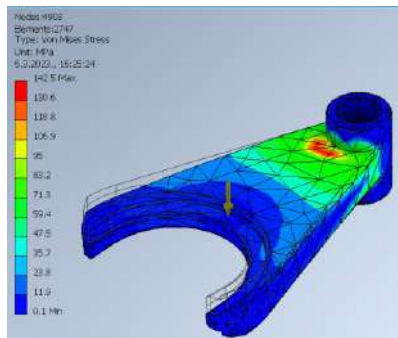 Nodes:4903
Elements:2747
Type: Von Mises Stress
Unit: MPa
6.3.2023., 16:25:24
142.5 Max
130.6
118.8
106.9
95
83.2
71.3
59.4
47.5
35.7
23.8
11.9
0.1 Min